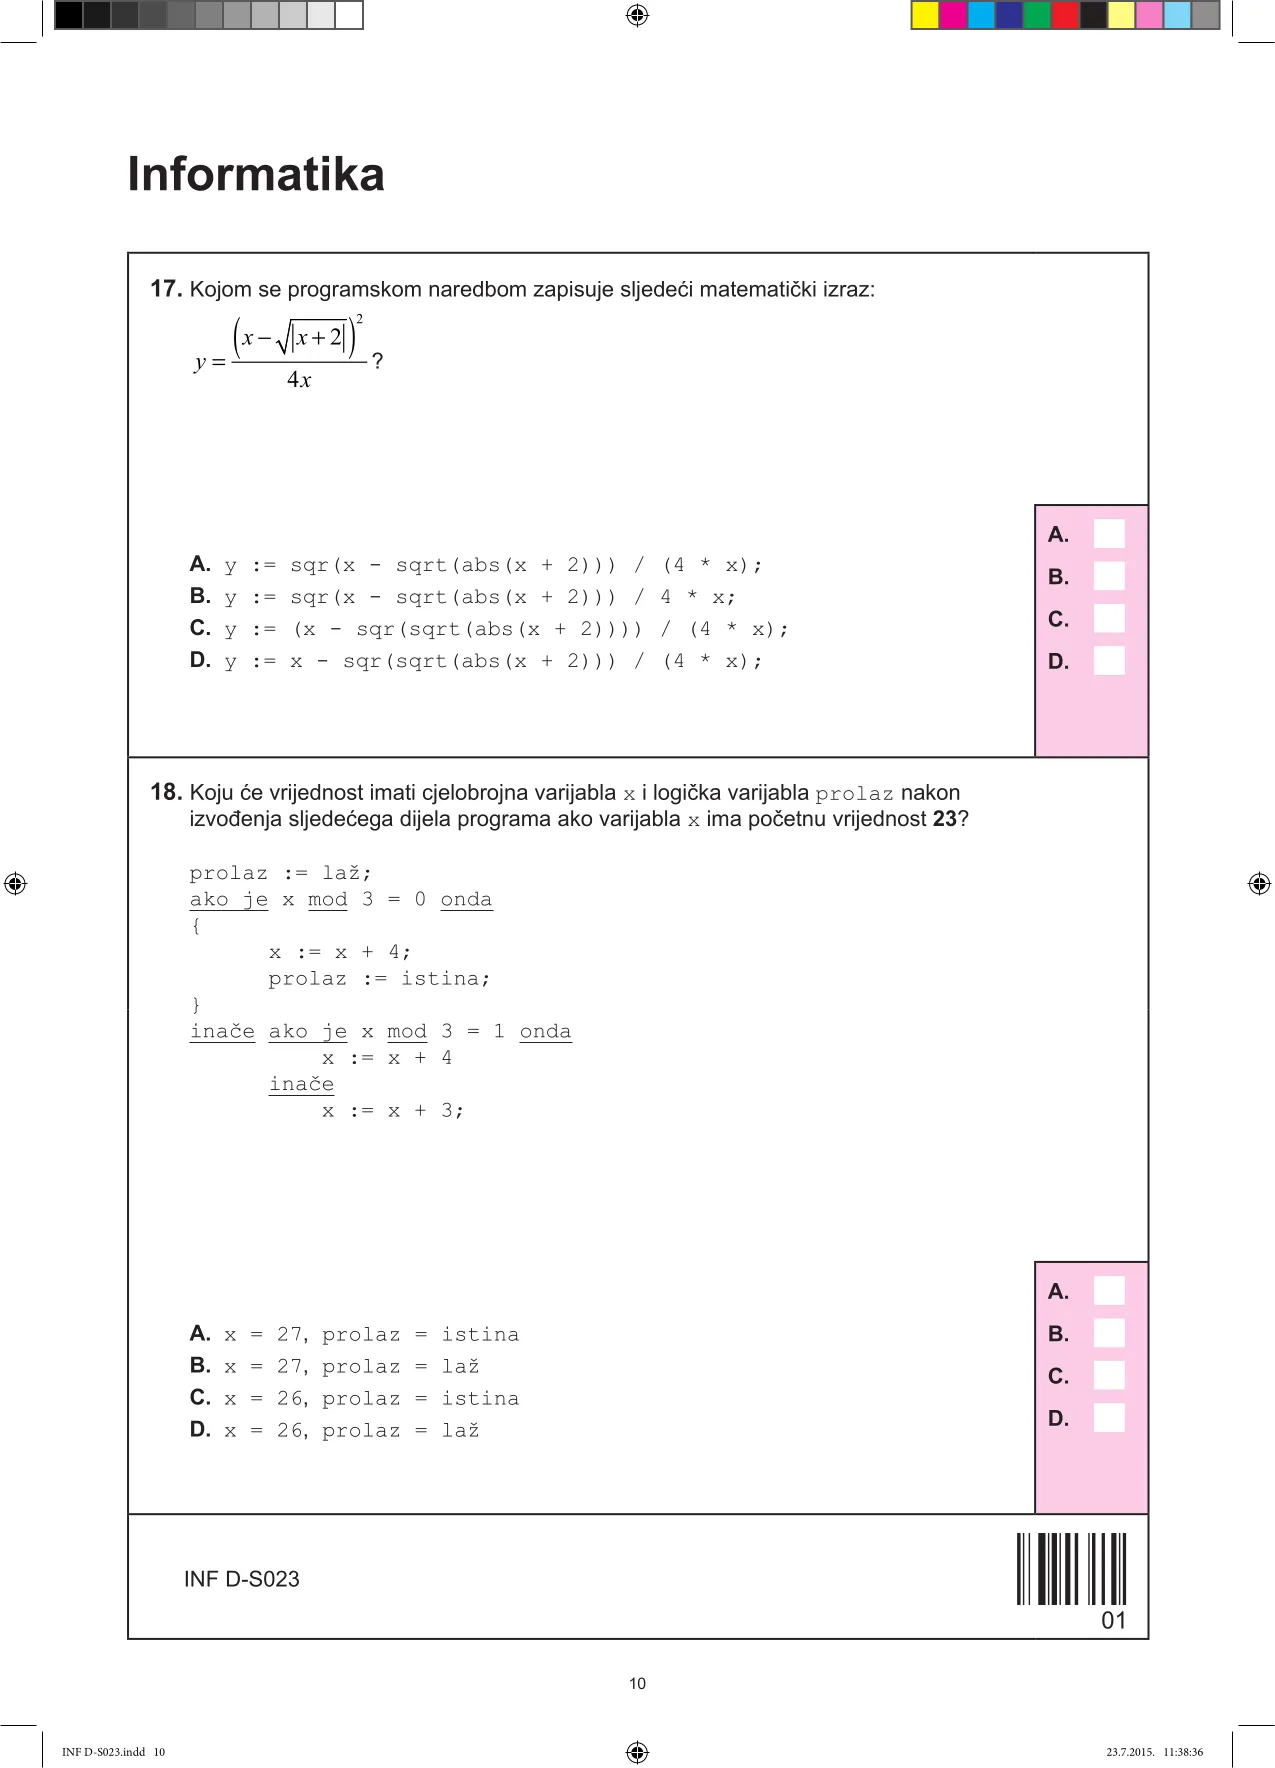 Informatika
17. Kojom se programskom naredbom zapisuje sljedeći matematički izraz:
y = (x − √|x + 2|)² / 4x ?
A. y := sqr(x - sqrt(abs(x + 2))) / (4 * x);
B. y := sqr(x - sqrt(abs(x + 2))) / 4 * x;
C. y := (x - sqr(sqrt(abs(x + 2)))) / (4 * x);
D. y := x - sqr(sqrt(abs(x + 2))) / (4 * x);
A.
B.
C.
D.
18. Koju će vrijednost imati cjelobrojna varijabla x i logička varijabla prolaz nakon
izvođenja sljedećega dijela programa ako varijabla x ima početnu vrijednost 23?
prolaz := laž;
ako je x mod 3 = 0 onda
{
x := x + 4;
prolaz := istina;
}
inače ako je x mod 3 = 1 onda
x := x + 4
inače
x := x + 3;
A. x = 27, prolaz = istina
B. x = 27, prolaz = laž
C. x = 26, prolaz = istina
D. x = 26, prolaz = laž
A.
B.
C.
D.
INF D-S023
01
10
INF D-S023.indd 10
23.7.2015. 11:38:36